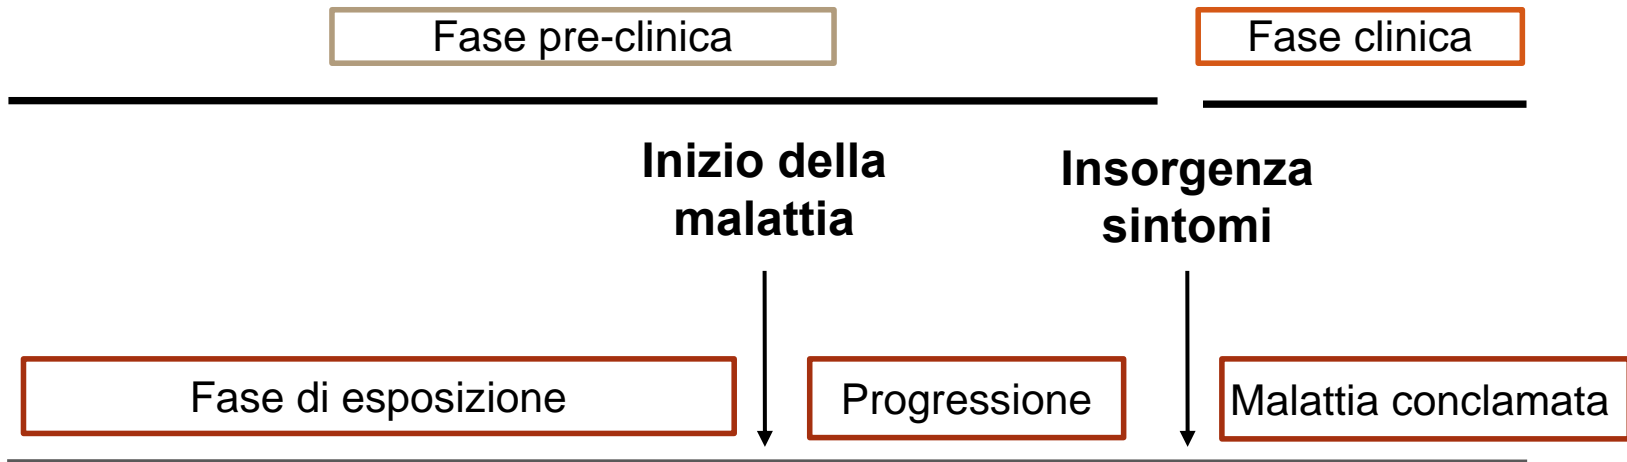 Fase pre-clinica
Fase clinica
Inizio della
malattia
Insorgenza
sintomi
Fase di esposizione
Progressione
Malattia conclamata